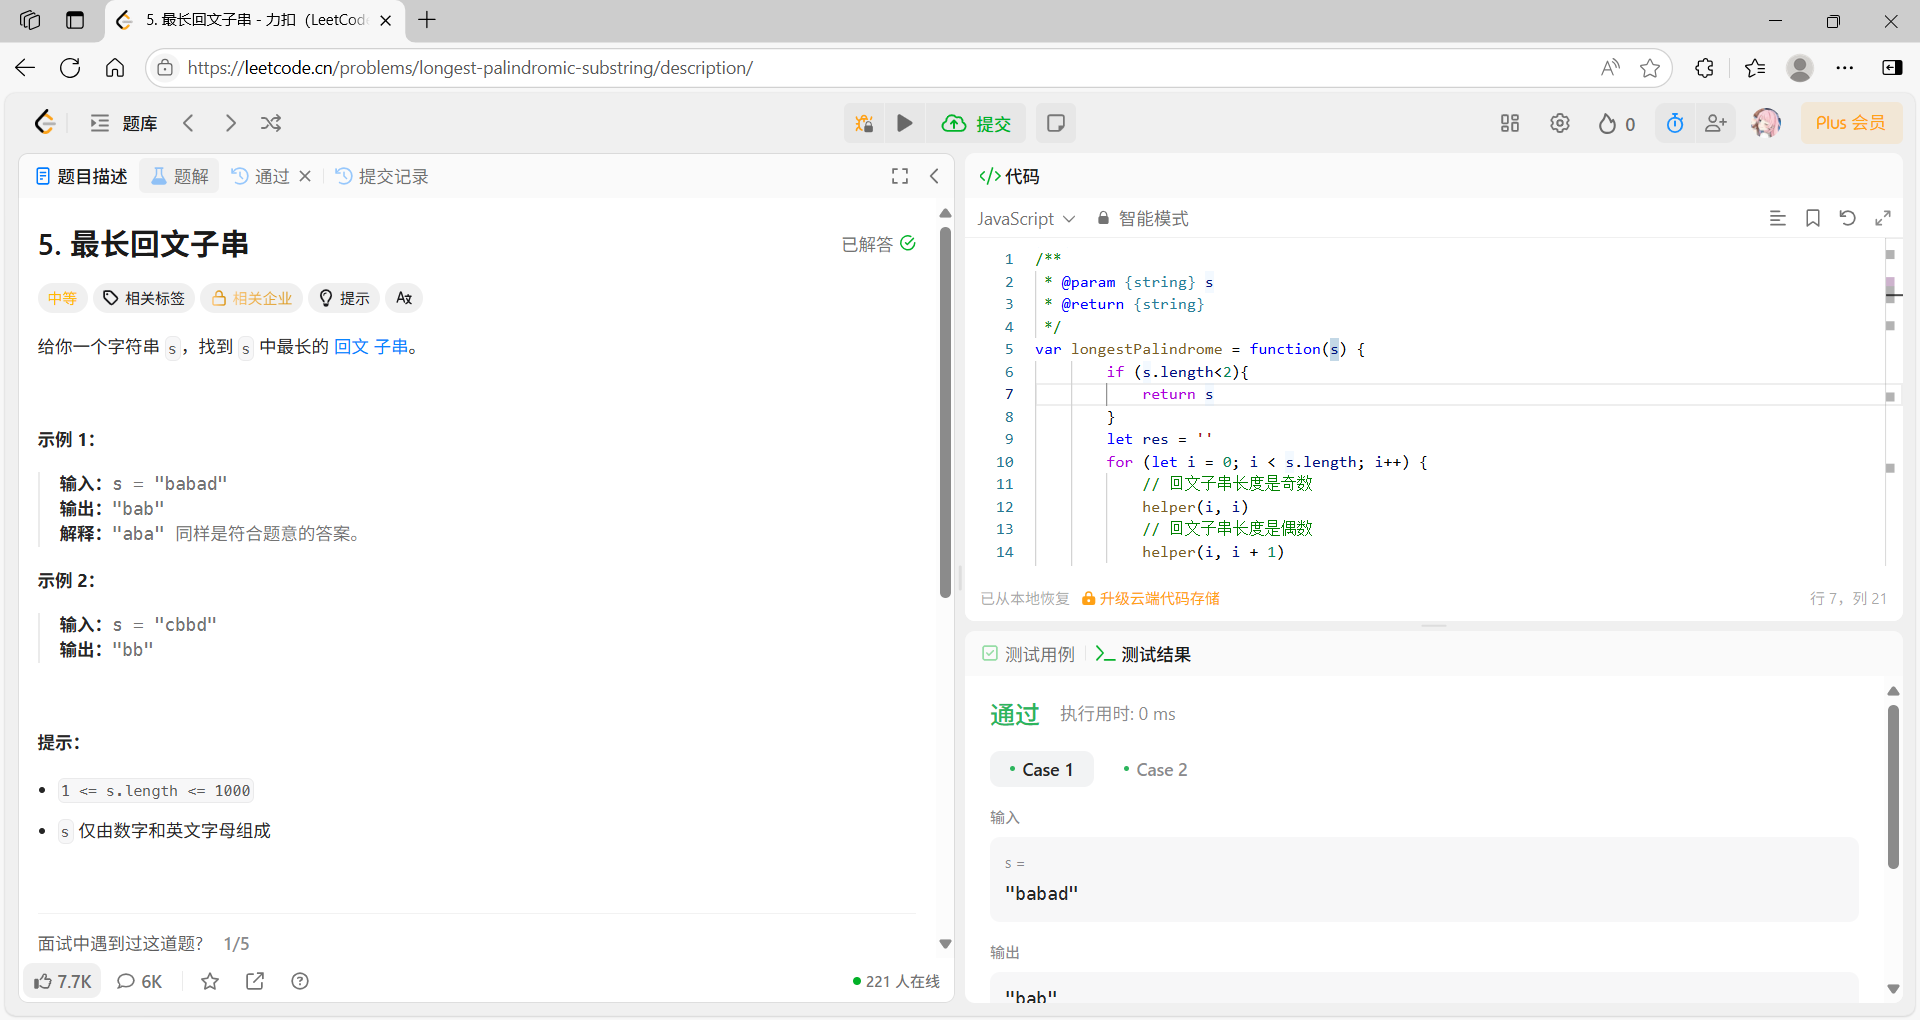 5. 最长回文子串 - 力扣（LeetCode
https://leetcode.cn/problems/longest-palindromic-substring/description/
题库
提交
0
Plus 会员
题目描述
题解
通过
提交记录
5. 最长回文子串
已解答
中等
相关标签
相关企业
提示
给你一个字符串 s，找到 s 中最长的 回文 子串。
示例 1：
输入：s = "babad"
输出："bab"
解释："aba" 同样是符合题意的答案。
示例 2：
输入：s = "cbbd"
输出："bb"
提示：
1 <= s.length <= 1000
s 仅由数字和英文字母组成
面试中遇到过这道题? 1/5
7.7K
6K
221 人在线
代码
JavaScript
智能模式
1 /**
2 * @param {string} s
3 * @return {string}
4 */
5 var longestPalindrome = function(s) {
6 if (s.length<2){
7 return s
8 }
9 let res = ''
10 for (let i = 0; i < s.length; i++) {
11 // 回文子串长度是奇数
12 helper(i, i)
13 // 回文子串长度是偶数
14 helper(i, i + 1)
已从本地恢复
升级云端代码存储
行 7，列 21
测试用例
测试结果
通过
执行用时: 0 ms
Case 1
Case 2
输入
s =
"babad"
输出
"bab"